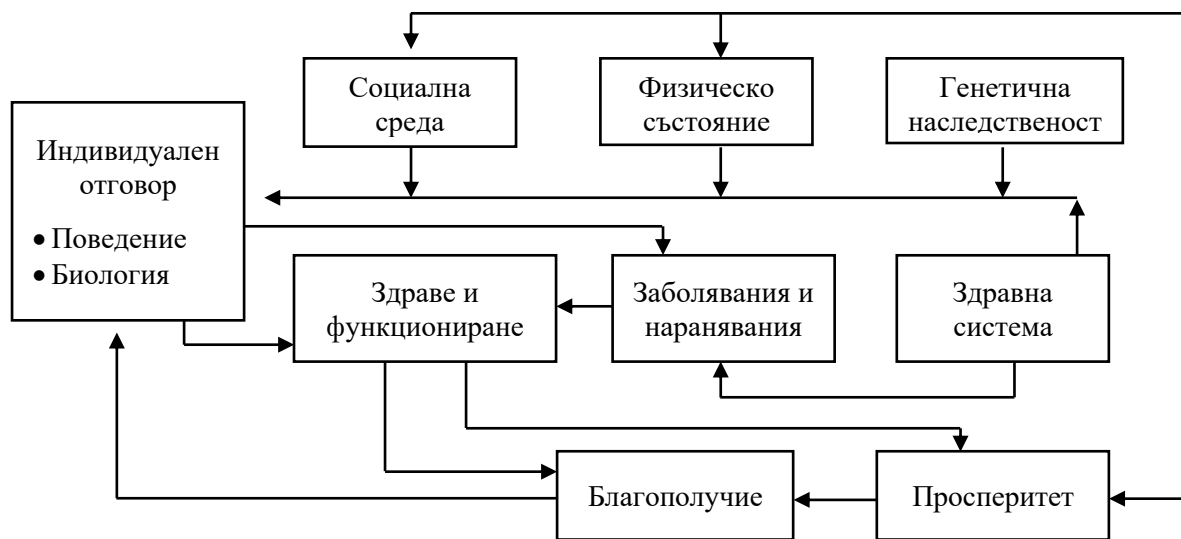 Социална
среда
Физическо
състояние
Генетична
наследственост
Индивидуален
отговор
• Поведение
• Биология
Здраве и
функциониране
Заболявания и
наранявания
Здравна
система
Благополучие
Просперитет